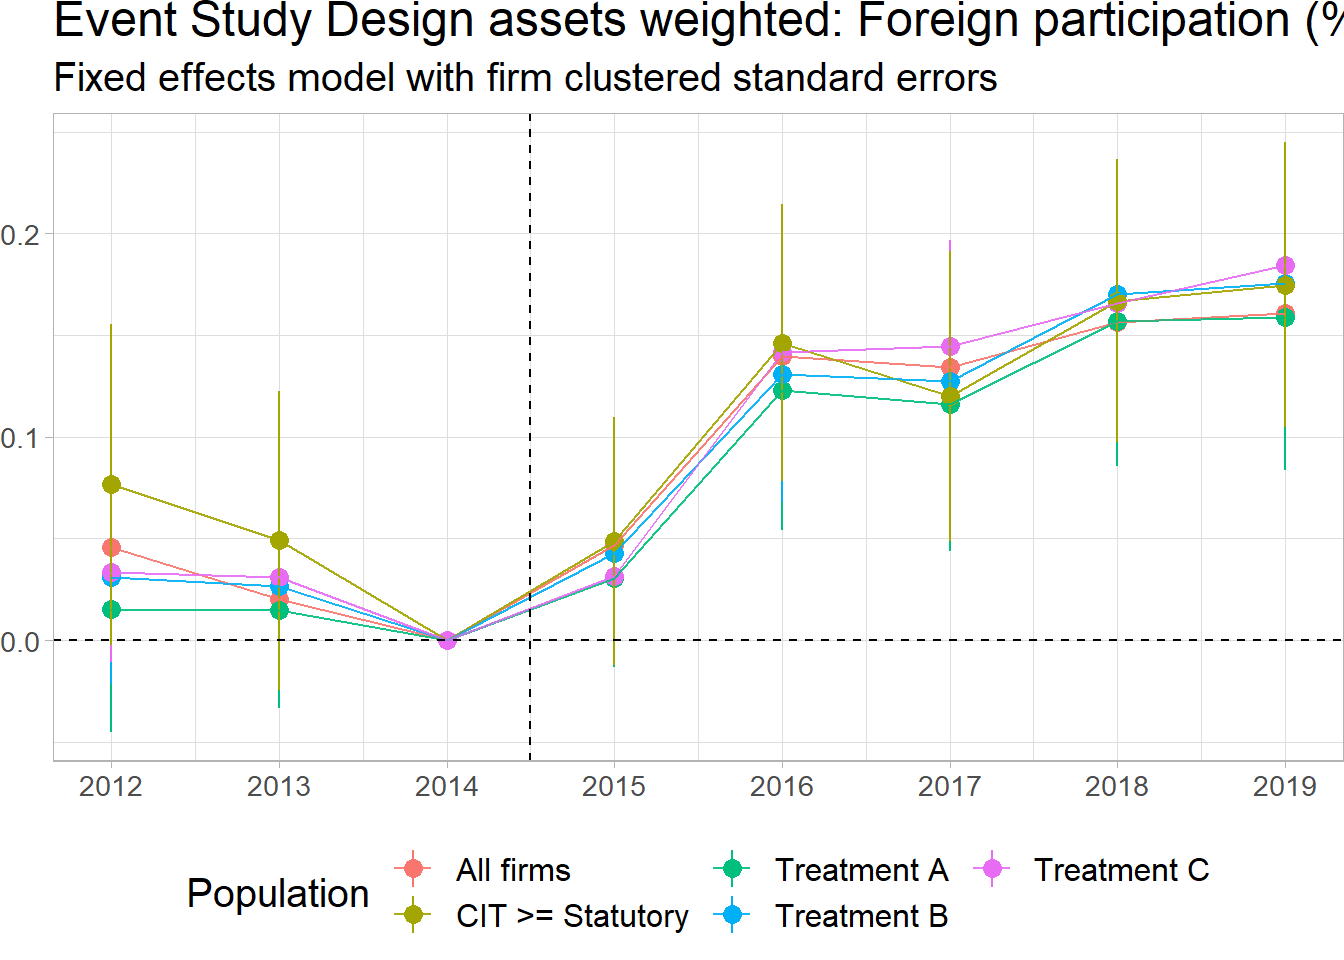 Event Study Design assets weighted: Foreign participation (%
Fixed effects model with firm clustered standard errors
0.2
0.1
0.0
2012 2013 2014 2015 2016 2017 2018 2019
Population
All firms Treatment A Treatment C
CIT >= Statutory Treatment B